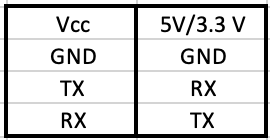 Vcc 5V/3.3 V
GND GND
TX RX
RX TX